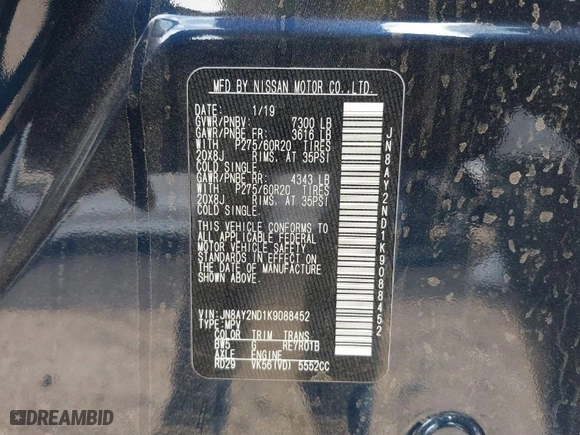 MFD BY NISSAN MOTOR CO.,LTD.
DATE: 1/19
GVWR/PNBV: 7300 LB
GAWR/PNBE FR: 3616 LB
WITH P275/60R20 TIRES
20X8J RIMS. AT 35PSI
COLD SINGLE.
GAWR/PNBE RR: 4343 LB
WITH P275/60R20 TIRES
20X8J RIMS. AT 35PSI
COLD SINGLE.
THIS VEHICLE CONFORMS TO
ALL APPLICABLE FEDERAL
MOTOR VEHICLE SAFETY
STANDARDS IN EFFECT ON
THE DATE OF MANUFACTURE
SHOWN ABOVE.
VIN: JN8AY2ND1K9088452
TYPE: MPV
COLOR TRIM TRANS
BW5 G RE7R01B
AXLE ENGINE
RD29 VK56(VD) 5552CC
JN8AY2ND1K9088452
DREAMBID